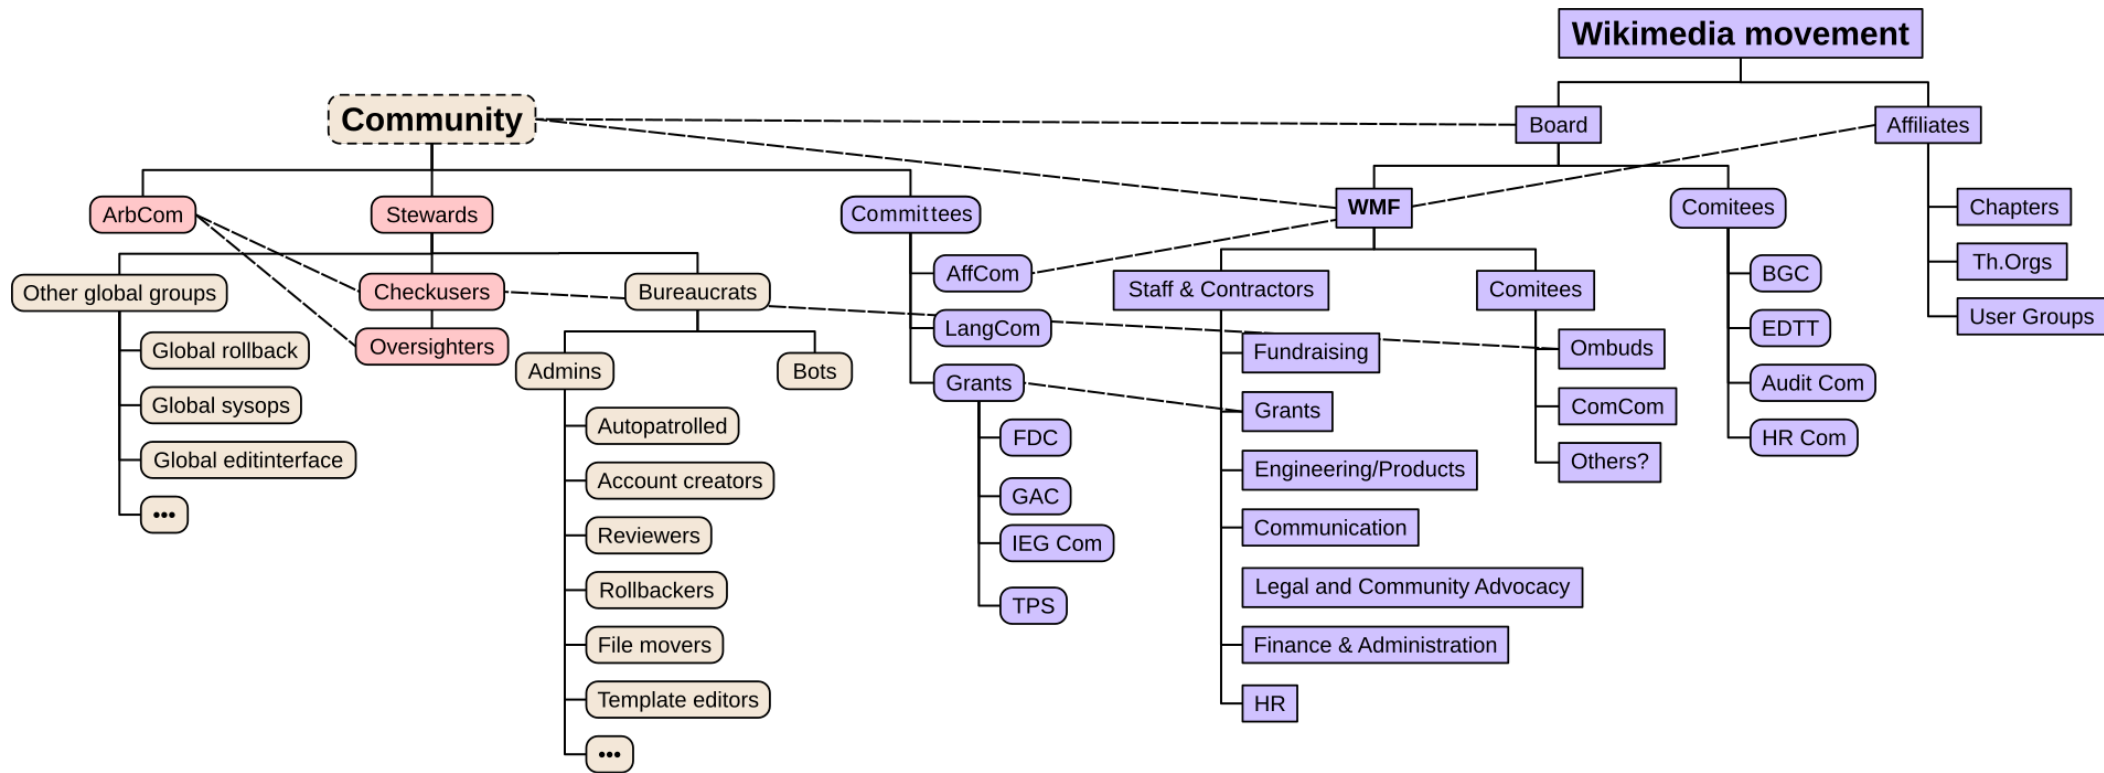 Wikimedia movement
Community
Board
Affiliates
ArbCom
Stewards
Committees
WMF
Comitees
Chapters
Other global groups
Checkusers
Bureaucrats
AffCom
Staff & Contractors
Comitees
BGC
Th.Orgs
Global rollback
Oversighters
LangCom
Fundraising
Ombuds
EDTT
User Groups
Admins
Bots
Grants
Audit Com
Global sysops
Autopatrolled
FDC
Grants
ComCom
HR Com
Global editinterface
Account creators
GAC
Engineering/Products
Others?
•••
Reviewers
IEG Com
Communication
Rollbackers
TPS
Legal and Community Advocacy
File movers
Finance & Administration
Template editors
HR
•••